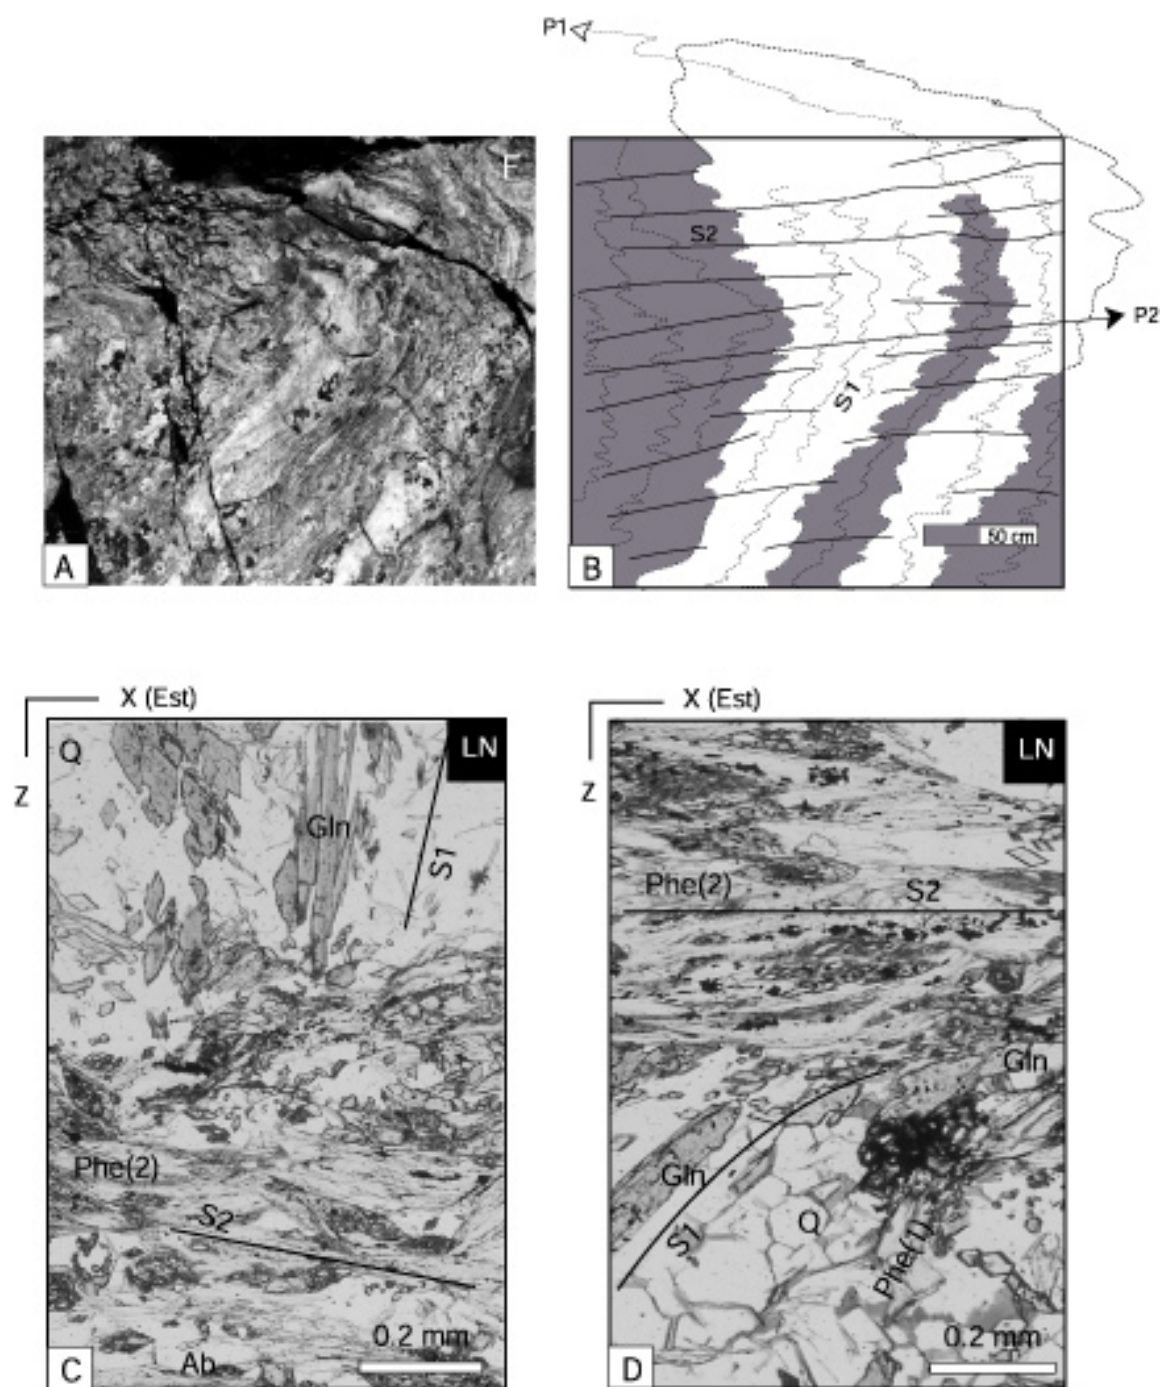 P1
F
S2
P2
S1
50 cm
A
B
X (Est)
X (Est)
Q
LN
LN
Z
Z
Gln
S1
Phe(2)
S2
Gln
Phe(2)
Gln
S2
S1
Q
Phe(1)
0.2 mm
0.2 mm
C
Ab
D